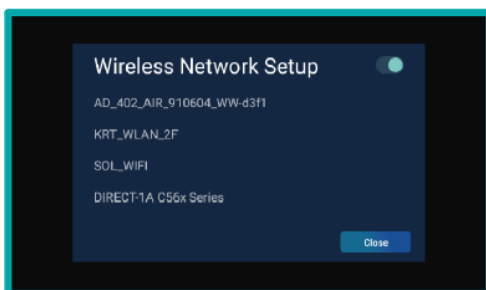 Wireless Network Setup
AD_402_AIR_910604_WW-d3f1
KRT_WLAN_2F
SOL_WIFI
DIRECT-1A C56x Series
Close